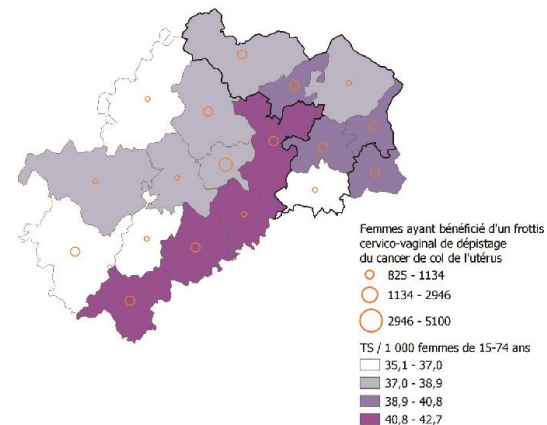 Femmes ayant bénéficié d'un frottis
cervico-vaginal de dépistage
du cancer de col de l'utérus
825 - 1134
1134 - 2946
2946 - 5100
TS / 1 000 femmes de 15-74 ans
35,1 - 37,0
37,0 - 38,9
38,9 - 40,8
40,8 - 42,7